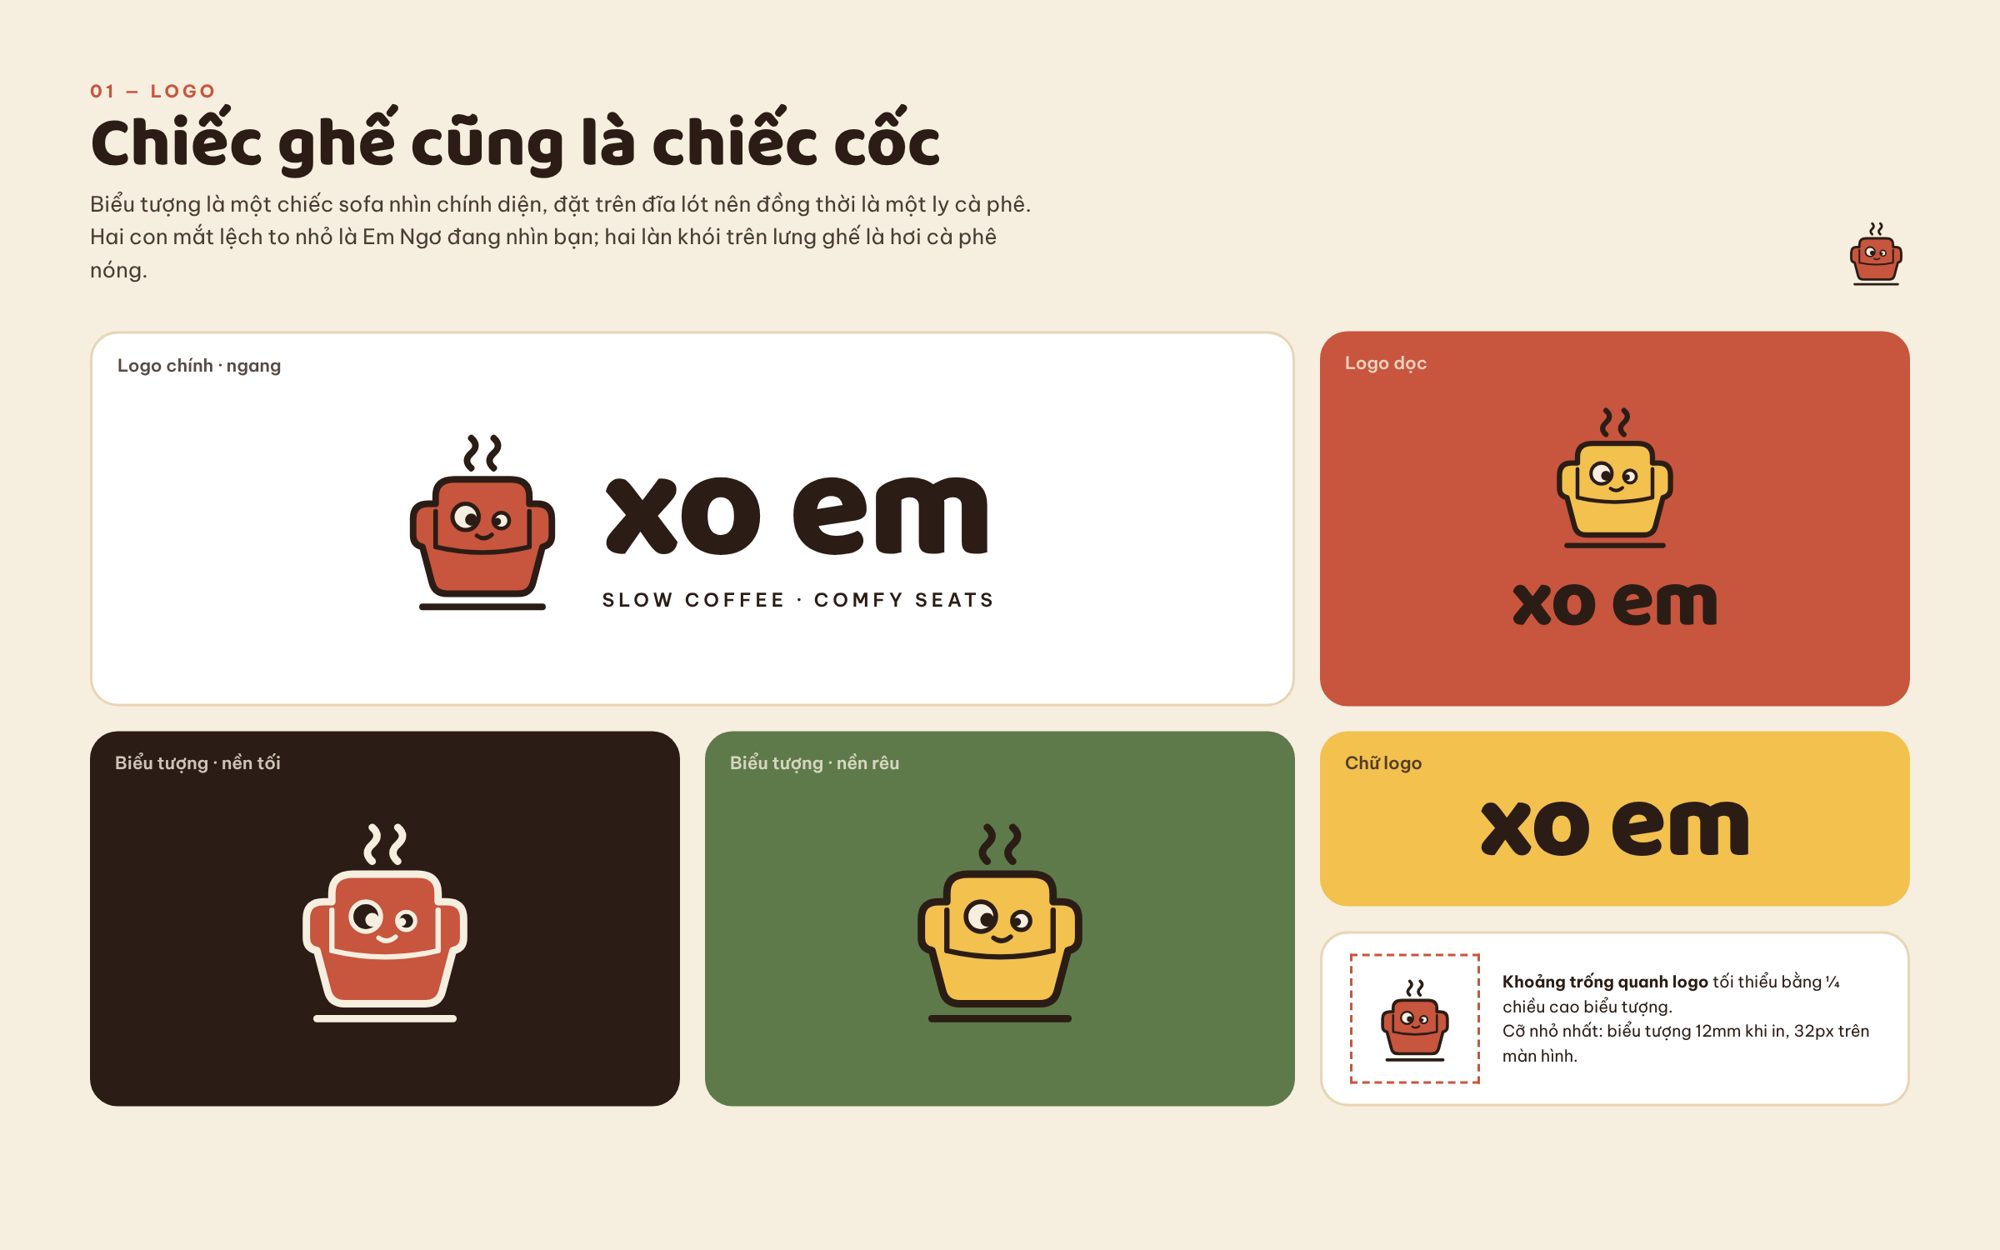 01 — LOGO
Chiếc ghế cũng là chiếc cốc
Biểu tượng là một chiếc sofa nhìn chính diện, đặt trên đĩa lót nên đồng thời là một ly cà phê.
Hai con mắt lệch to nhỏ là Em Ngơ đang nhìn bạn; hai làn khói trên lưng ghế là hơi cà phê
nóng.
Logo chính · ngang
xo em
SLOW COFFEE · COMFY SEATS
Logo dọc
xo em
Biểu tượng · nền tối
Biểu tượng · nền rêu
Chữ logo
xo em
Khoảng trống quanh logo tối thiểu bằng ¼
chiều cao biểu tượng.
Cỡ nhỏ nhất: biểu tượng 12mm khi in, 32px trên
màn hình.